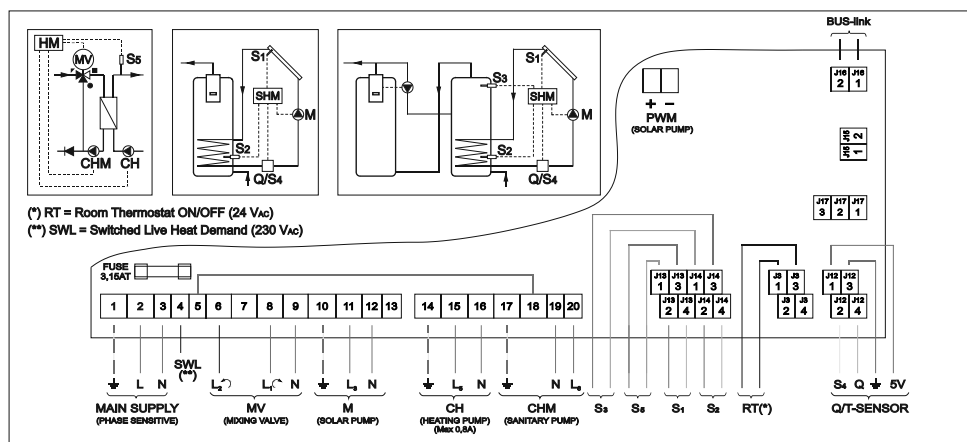 BUS-link
HM
MV
S5
CHM
CH
S1
SHM
M
S2
Q/S4
S3
S1
SHM
M
S2
Q/S4
+ -
PWM
(SOLAR PUMP)
J16 2 J16 1
J15 1 J15 2
J17 3 J17 2 J17 1
(*) RT = Room Thermostat ON/OFF (24 VAC)
(**) SWL = Switched Live Heat Demand (230 VAC)
FUSE
3,15AT
1 2 3 4 5 6 7 8 9 10 11 12 13 14 15 16 17 18 19 20
J13 1 J13 3 J14 1 J14 3
J13 2 J13 4 J14 2 J14 4
J3 1 J3 3
J3 2 J3 4
J12 1 J12 3
J12 2 J12 4
SWL
(**)
L N L2 L1 N L3 N L5 N N L6
S3 S5 S1 S2 RT(*)
S4 Q 5V
MAIN SUPPLY
(PHASE SENSITIVE)
MV
(MIXING VALVE)
M
(SOLAR PUMP)
CH
(HEATING PUMP)
(Max 0,8A)
CHM
(SANITARY PUMP)
Q/T-SENSOR